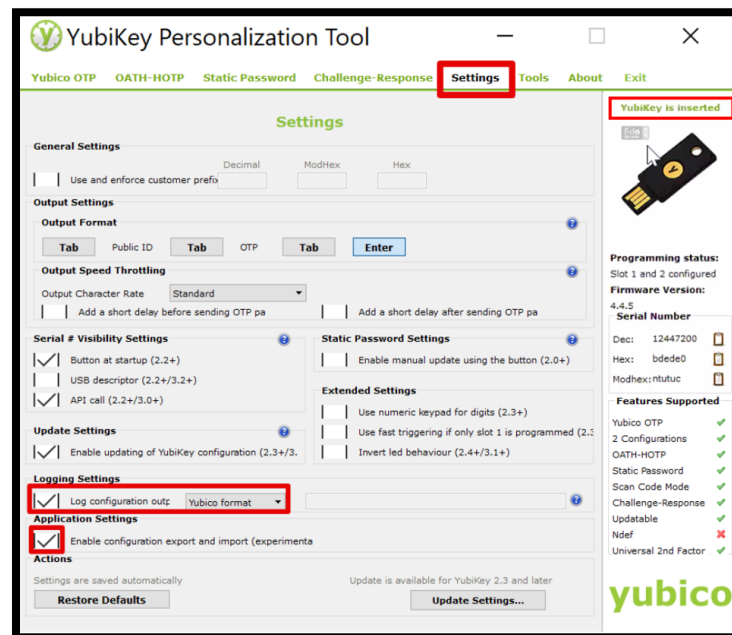 YubiKey Personalization Tool
Yubico OTP OATH-HOTP Static Password Challenge-Response Settings Tools About Exit
YubiKey is inserted
Settings
General Settings
Decimal ModHex Hex
Use and enforce customer prefix
Output Settings
Output Format
Tab Public ID Tab OTP Tab Enter
Output Speed Throttling
Output Character Rate Standard
Add a short delay before sending OTP pa Add a short delay after sending OTP pa
Serial # Visibility Settings
Button at startup (2.2+)
USB descriptor (2.2+/3.2+)
API call (2.2+/3.0+)
Static Password Settings
Enable manual update using the button (2.0+)
Extended Settings
Use numeric keypad for digits (2.3+)
Use fast triggering if only slot 1 is programmed (2.3
Invert led behaviour (2.4+/3.1+)
Update Settings
Enable updating of YubiKey configuration (2.3+/3.
Logging Settings
Log configuration outp Yubico format
Application Settings
Enable configuration export and import (experimenta
Actions
Settings are saved automatically Update is available for YubiKey 2.3 and later
Restore Defaults Update Settings...
Programming status:
Slot 1 and 2 configured
Firmware Version:
4.4.5
Serial Number
Dec: 12447200
Hex: bdede0
Modhex: ntutuc
Features Supported
Yubico OTP
2 Configurations
OATH-HOTP
Static Password
Scan Code Mode
Challenge-Response
Updatable
Ndef
Universal 2nd Factor
yubico